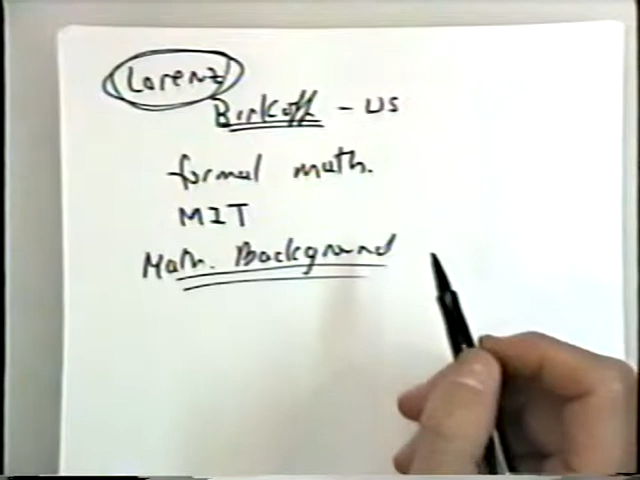 Lorenz
Birkoff - US
formal math.
MIT
Math. Background